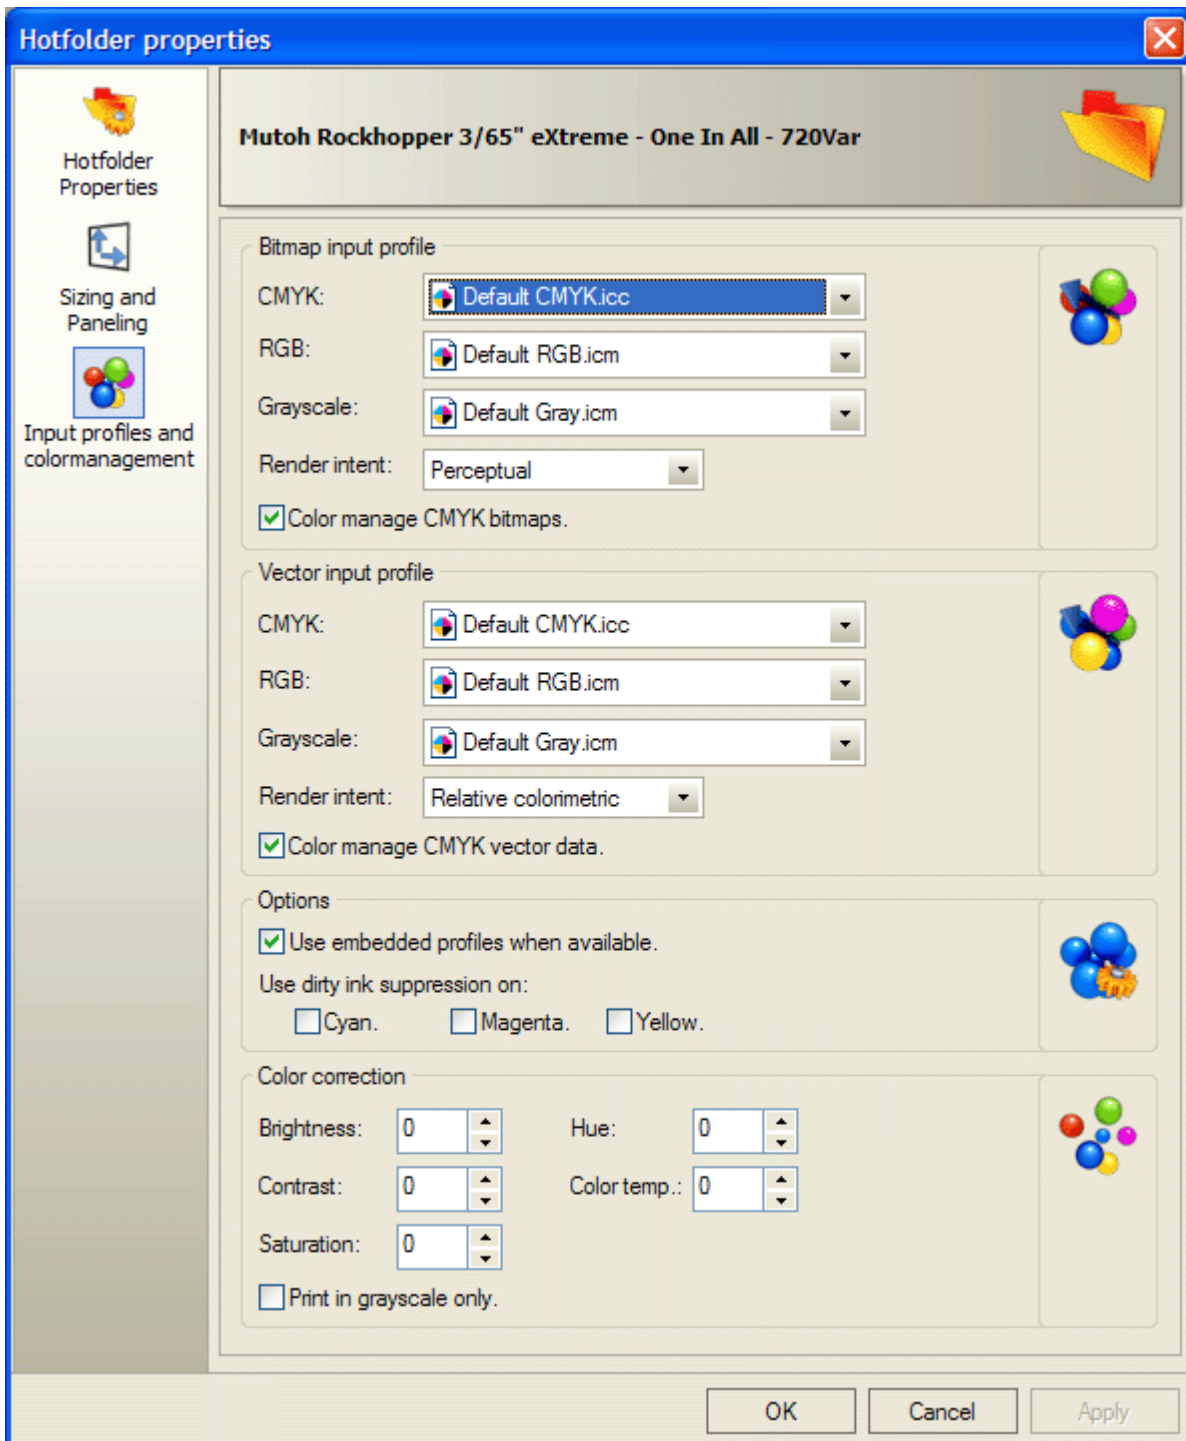 Hotfolder properties
Hotfolder
Properties
Sizing and
Paneling
Input profiles and
colormanagement
Mutoh Rockhopper 3/65" eXtreme - One In All - 720Var
Bitmap input profile
CMYK: Default CMYK.icc
RGB: Default RGB.icm
Grayscale: Default Gray.icm
Render intent: Perceptual
Color manage CMYK bitmaps.
Vector input profile
CMYK: Default CMYK.icc
RGB: Default RGB.icm
Grayscale: Default Gray.icm
Render intent: Relative colorimetric
Color manage CMYK vector data.
Options
Use embedded profiles when available.
Use dirty ink suppression on:
Cyan. Magenta. Yellow.
Color correction
Brightness: 0 Hue: 0
Contrast: 0 Color temp.: 0
Saturation: 0
Print in grayscale only.
OK Cancel Apply